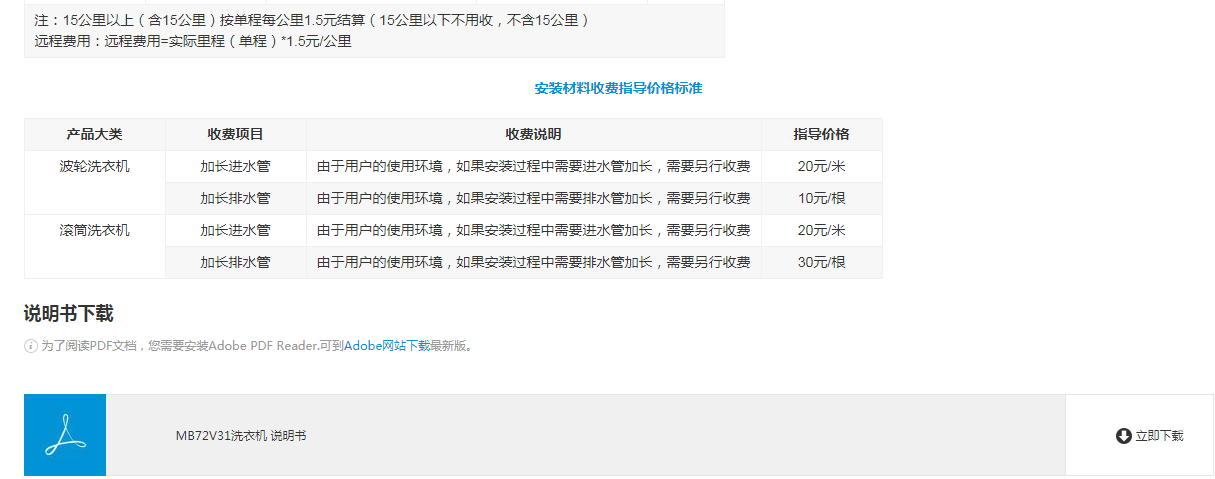 注：15公里以上（含15公里）按单程每公里1.5元结算（15公里以下不用收，不含15公里）
远程费用：远程费用=实际里程（单程）*1.5元/公里
安装材料收费指导价格标准
产品大类 收费项目 收费说明 指导价格
波轮洗衣机 加长进水管 由于用户的使用环境，如果安装过程中需要进水管加长，需要另行收费 20元/米
加长排水管 由于用户的使用环境，如果安装过程中需要排水管加长，需要另行收费 10元/根
滚筒洗衣机 加长进水管 由于用户的使用环境，如果安装过程中需要进水管加长，需要另行收费 20元/米
加长排水管 由于用户的使用环境，如果安装过程中需要排水管加长，需要另行收费 30元/根
说明书下载
为了阅读PDF文档，您需要安装Adobe PDF Reader.可到Adobe网站下载最新版。
MB72V31洗衣机 说明书 立即下载